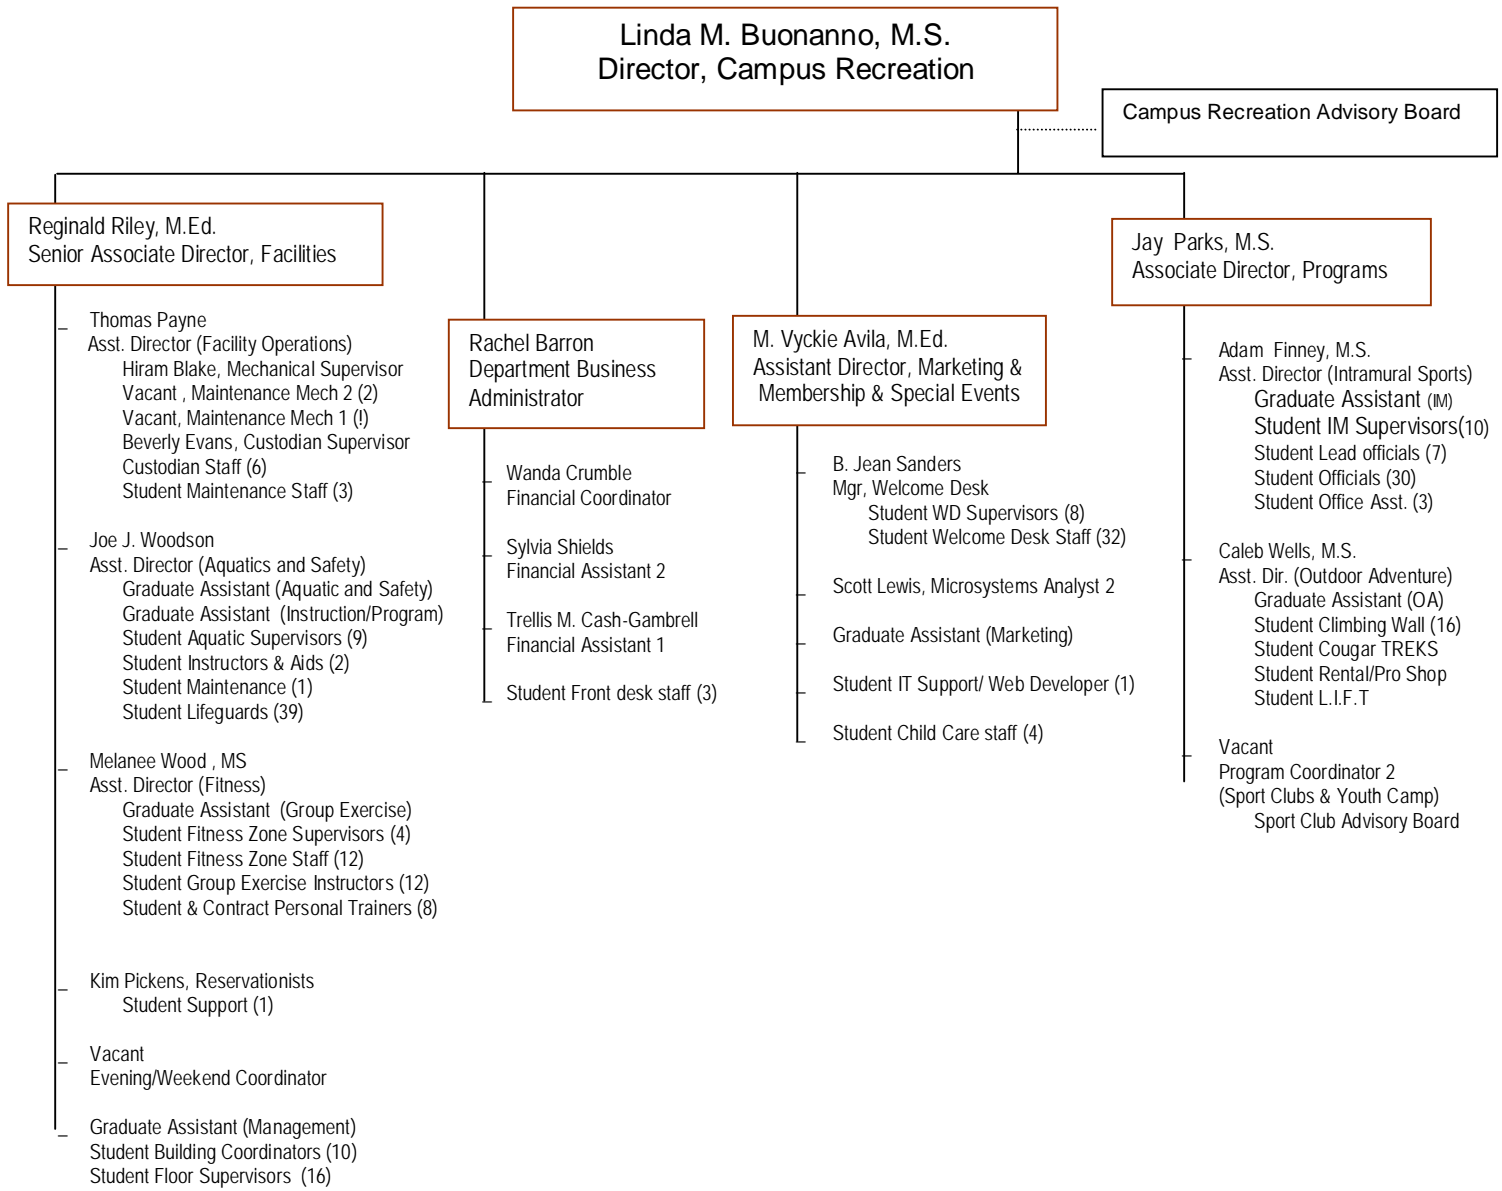 Linda M. Buonanno, M.S.
Director, Campus Recreation
Campus Recreation Advisory Board
Reginald Riley, M.Ed.
Senior Associate Director, Facilities
Thomas Payne
Asst. Director (Facility Operations)
Hiram Blake, Mechanical Supervisor
Vacant , Maintenance Mech 2 (2)
Vacant, Maintenance Mech 1 (!)
Beverly Evans, Custodian Supervisor
Custodian Staff (6)
Student Maintenance Staff (3)
Joe J. Woodson
Asst. Director (Aquatics and Safety)
Graduate Assistant (Aquatic and Safety)
Graduate Assistant (Instruction/Program)
Student Aquatic Supervisors (9)
Student Instructors & Aids (2)
Student Maintenance (1)
Student Lifeguards (39)
Melanee Wood , MS
Asst. Director (Fitness)
Graduate Assistant (Group Exercise)
Student Fitness Zone Supervisors (4)
Student Fitness Zone Staff (12)
Student Group Exercise Instructors (12)
Student & Contract Personal Trainers (8)
Kim Pickens, Reservationists
Student Support (1)
Vacant
Evening/Weekend Coordinator
Graduate Assistant (Management)
Student Building Coordinators (10)
Student Floor Supervisors (16)
Rachel Barron
Department Business
Administrator
Wanda Crumble
Financial Coordinator
Sylvia Shields
Financial Assistant 2
Trellis M. Cash-Gambrell
Financial Assistant 1
Student Front desk staff (3)
M. Vyckie Avila, M.Ed.
Assistant Director, Marketing &
Membership & Special Events
B. Jean Sanders
Mgr, Welcome Desk
Student WD Supervisors (8)
Student Welcome Desk Staff (32)
Scott Lewis, Microsystems Analyst 2
Graduate Assistant (Marketing)
Student IT Support/ Web Developer (1)
Student Child Care staff (4)
Jay Parks, M.S.
Associate Director, Programs
Adam Finney, M.S.
Asst. Director (Intramural Sports)
Graduate Assistant (IM)
Student IM Supervisors(10)
Student Lead officials (7)
Student Officials (30)
Student Office Asst. (3)
Caleb Wells, M.S.
Asst. Dir. (Outdoor Adventure)
Graduate Assistant (OA)
Student Climbing Wall (16)
Student Cougar TREKS
Student Rental/Pro Shop
Student L.I.F.T
Vacant
Program Coordinator 2
(Sport Clubs & Youth Camp)
Sport Club Advisory Board